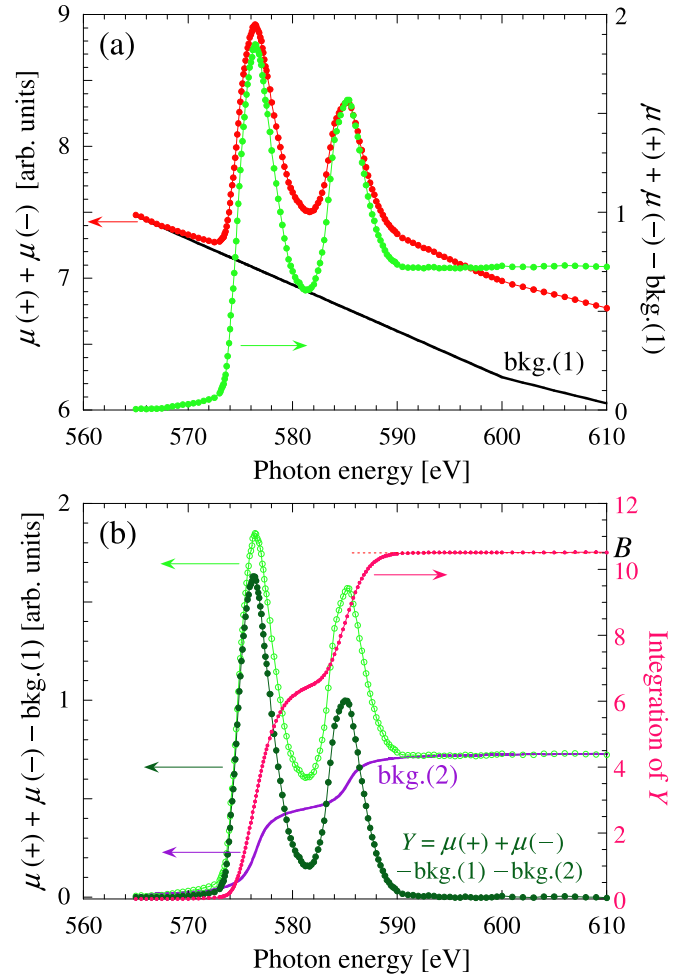 (a)
9
8
7
6
μ (+) + μ (−) [arb. units]
2
1
0
μ (+) + μ (−) − bkg.(1)
bkg.(1)
560 570 580 590 600 610
Photon energy [eV]
(b)
2
1
0
μ (+) + μ (−) − bkg.(1) [arb. units]
12
10
8
6
4
2
0
B
Integration of Y
bkg.(2)
Y = μ(+) + μ(−)
−bkg.(1) −bkg.(2)
560 570 580 590 600 610
Photon energy [eV]